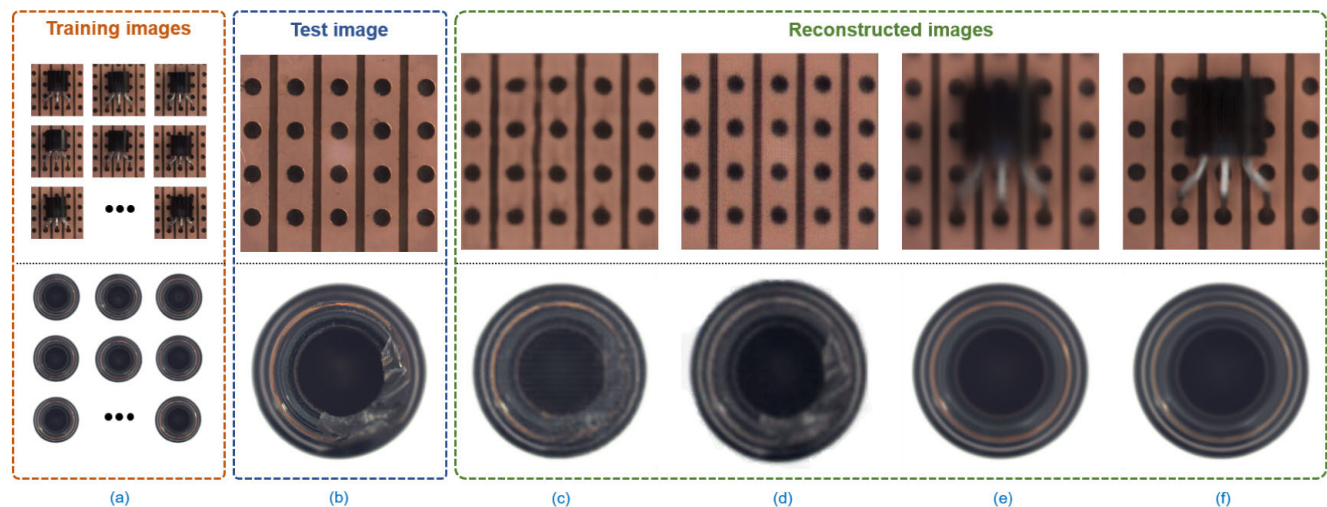 Training images
Test image
Reconstructed images
(a)
(b)
(c)
(d)
(e)
(f)